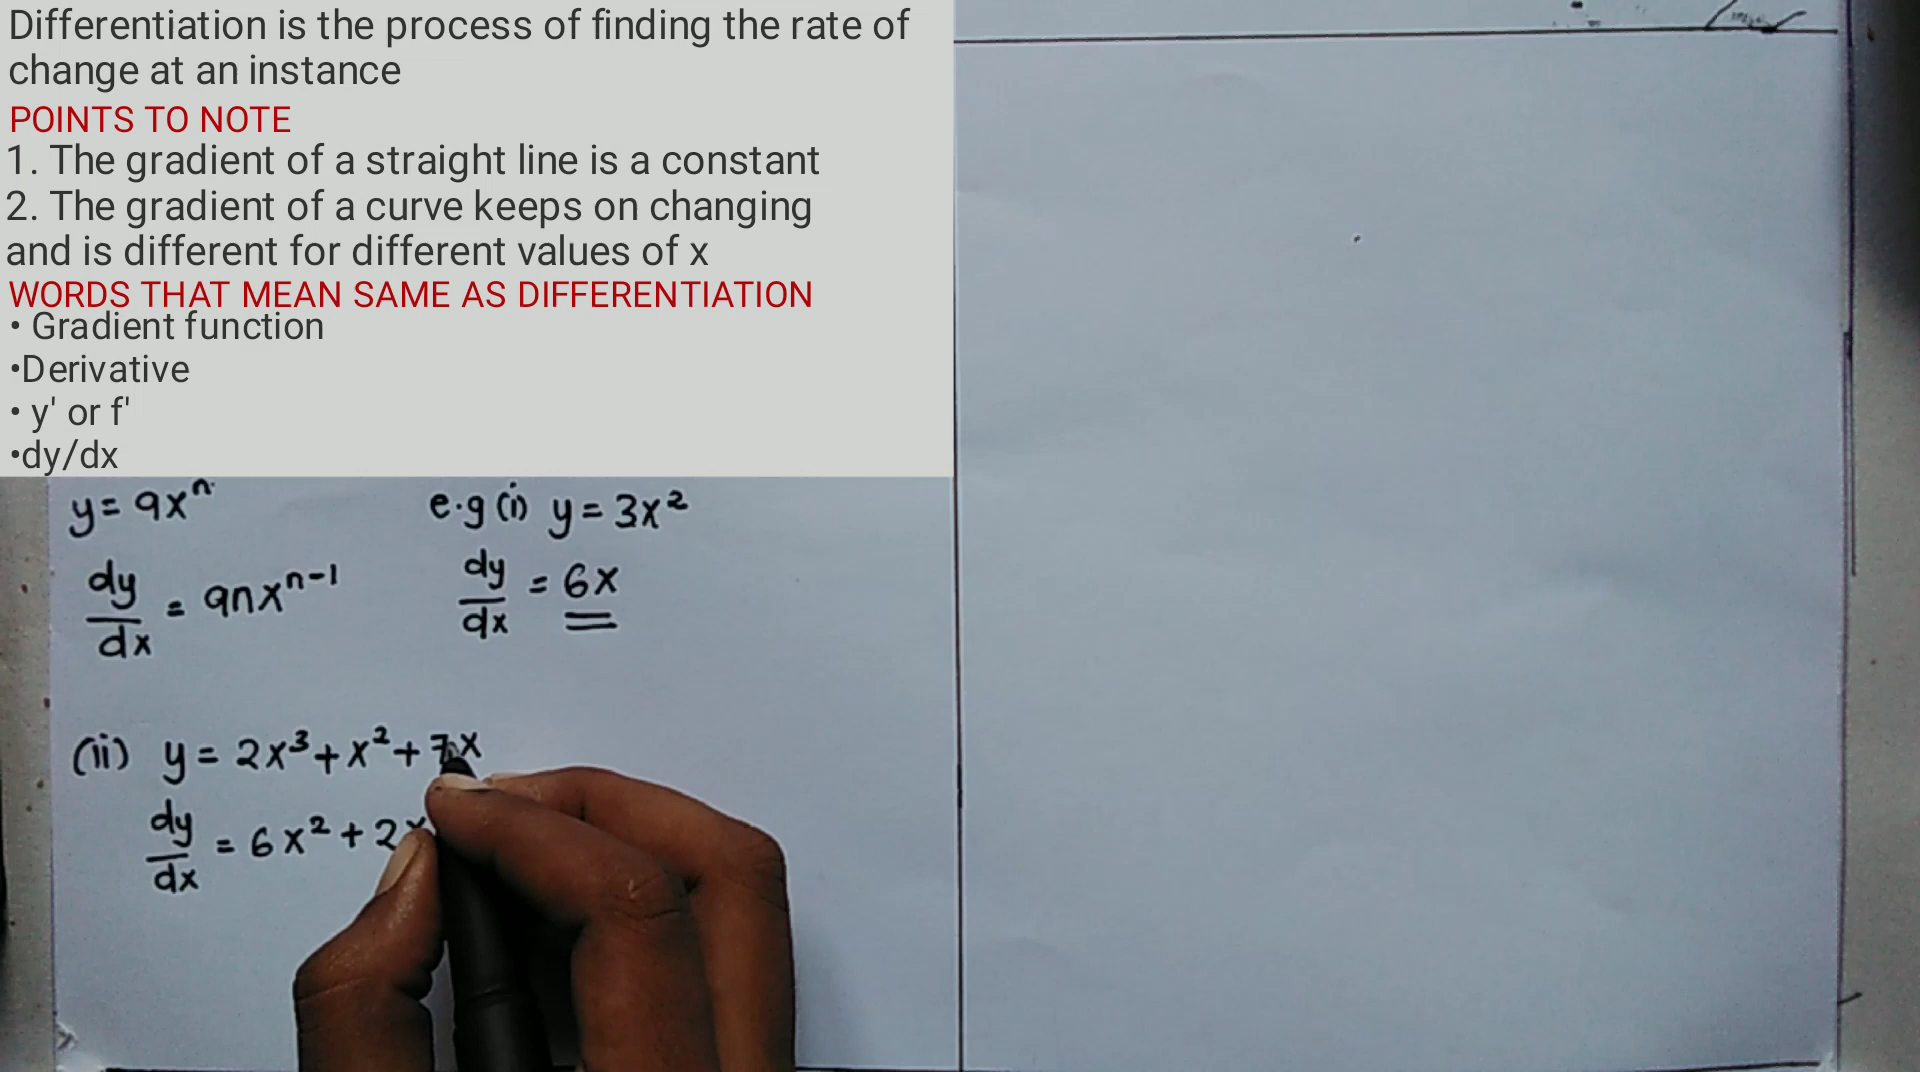 Differentiation is the process of finding the rate of
change at an instance
POINTS TO NOTE
1. The gradient of a straight line is a constant
2. The gradient of a curve keeps on changing
and is different for different values of x
WORDS THAT MEAN SAME AS DIFFERENTIATION
• Gradient function
•Derivative
• y' or f'
•dy/dx
y = axⁿ
dy/dx = anxⁿ⁻¹
e.g (i) y = 3x²
dy/dx = 6x
(ii) y = 2x³ + x² + 7x
dy/dx = 6x² + 2x